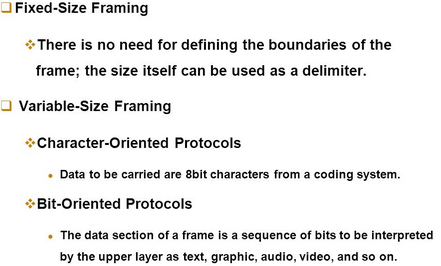 Fixed-Size Framing
There is no need for defining the boundaries of the
frame; the size itself can be used as a delimiter.
Variable-Size Framing
Character-Oriented Protocols
Data to be carried are 8bit characters from a coding system.
Bit-Oriented Protocols
The data section of a frame is a sequence of bits to be interpreted
by the upper layer as text, graphic, audio, video, and so on.